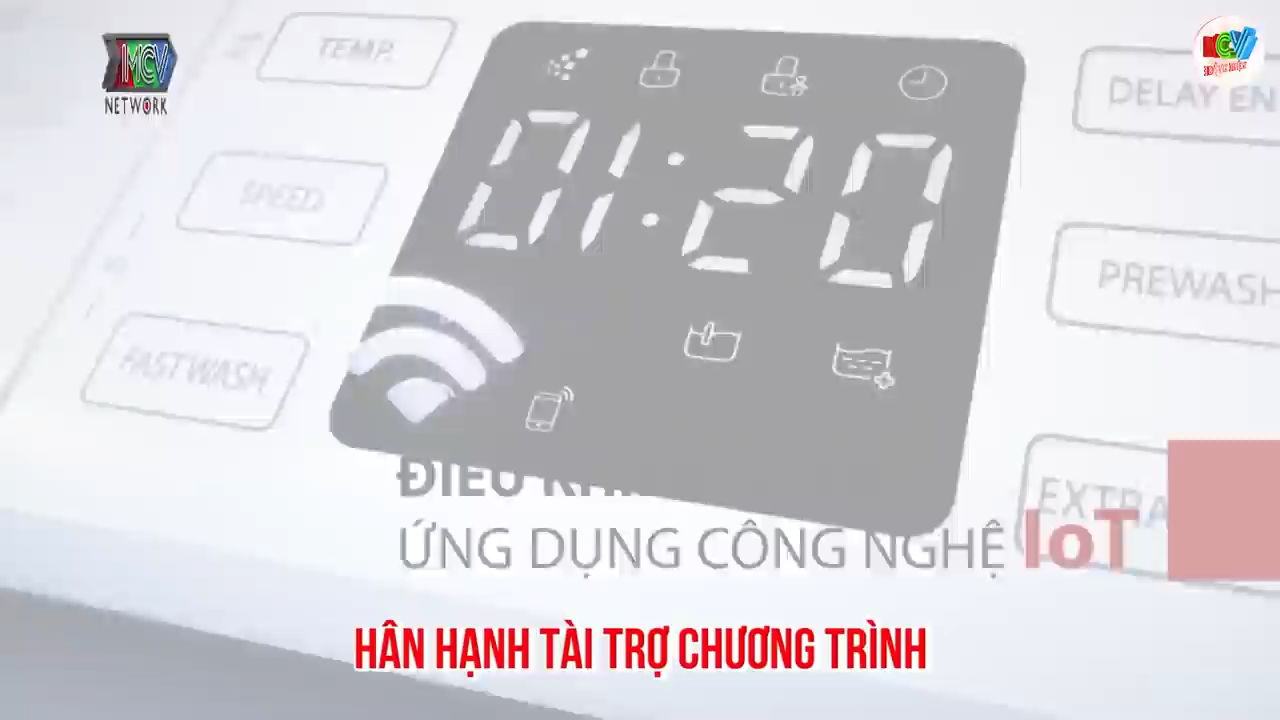 MCV
NETWORK
MCV
TEMP.
SPEED
FASTWASH
01:20
DELAY EN
PREWASH
EXTRA
ỨNG DỤNG CÔNG NGHỆ IoT
HÂN HẠNH TÀI TRỢ CHƯƠNG TRÌNH